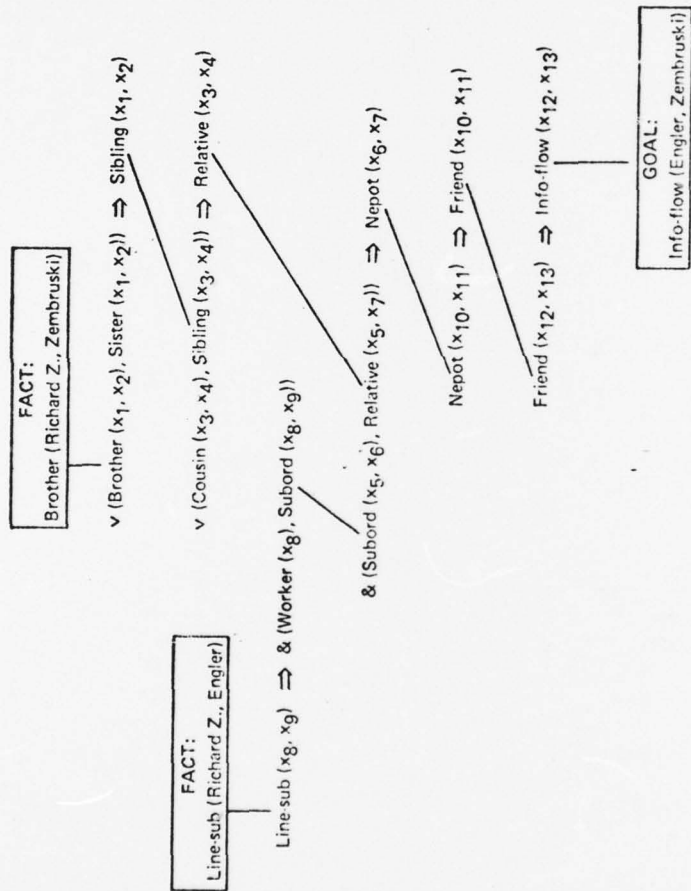 FACT:
Brother (Richard Z., Zembruski)
∨ (Brother (x₁, x₂), Sister (x₁, x₂)) ⇒ Sibling (x₁, x₂)
∨ (Cousin (x₃, x₄), Sibling (x₃, x₄)) ⇒ Relative (x₃, x₄)
FACT:
Line-sub (Richard Z., Engler)
Line-sub (x₈, x₉) ⇒ & (Worker (x₈), Subord (x₈, x₉))
& (Subord (x₅, x₆), Relative (x₅, x₇)) ⇒ Nepot (x₆, x₇)
Nepot (x₁₀, x₁₁) ⇒ Friend (x₁₀, x₁₁)
Friend (x₁₂, x₁₃) ⇒ Info-flow (x₁₂, x₁₃)
GOAL:
Info-flow (Engler, Zembruski)